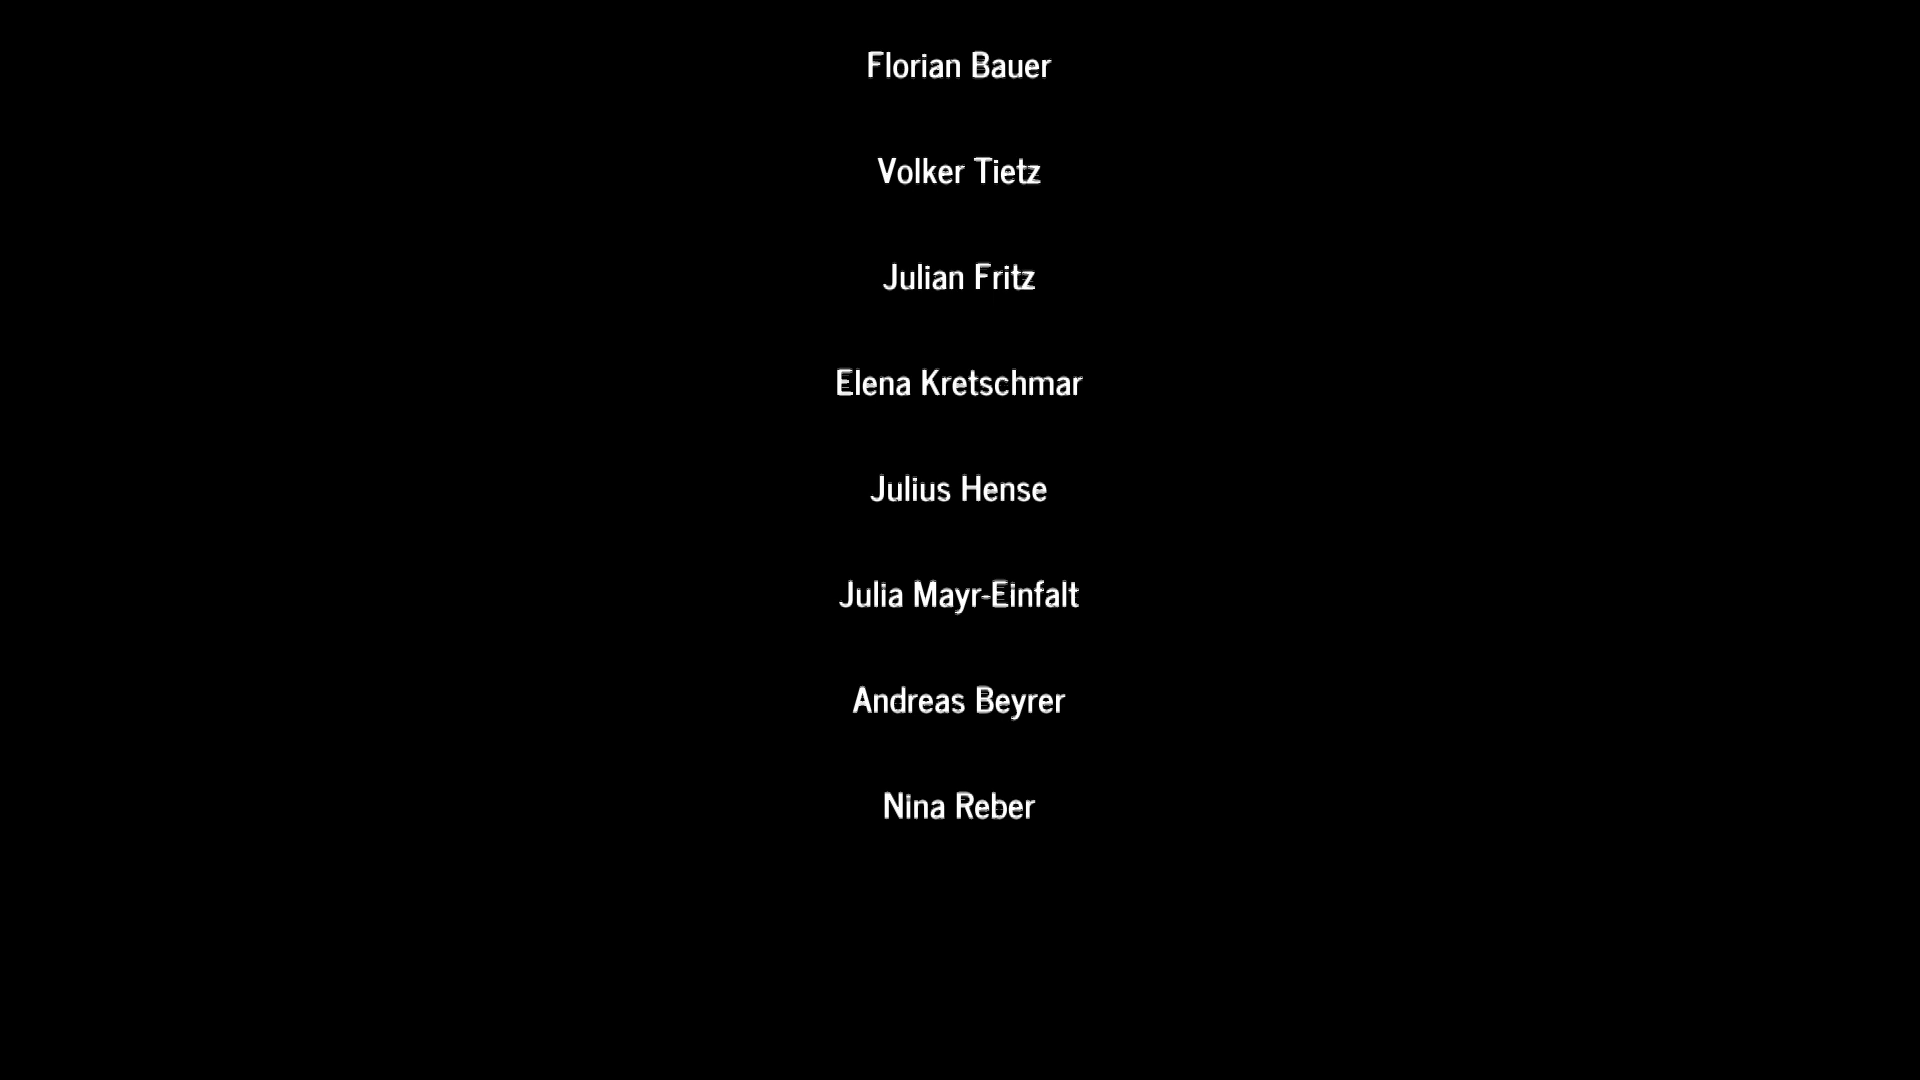 Florian Bauer
Volker Tietz
Julian Fritz
Elena Kretschmar
Julius Hense
Julia Mayr-Einfalt
Andreas Beyrer
Nina Reber